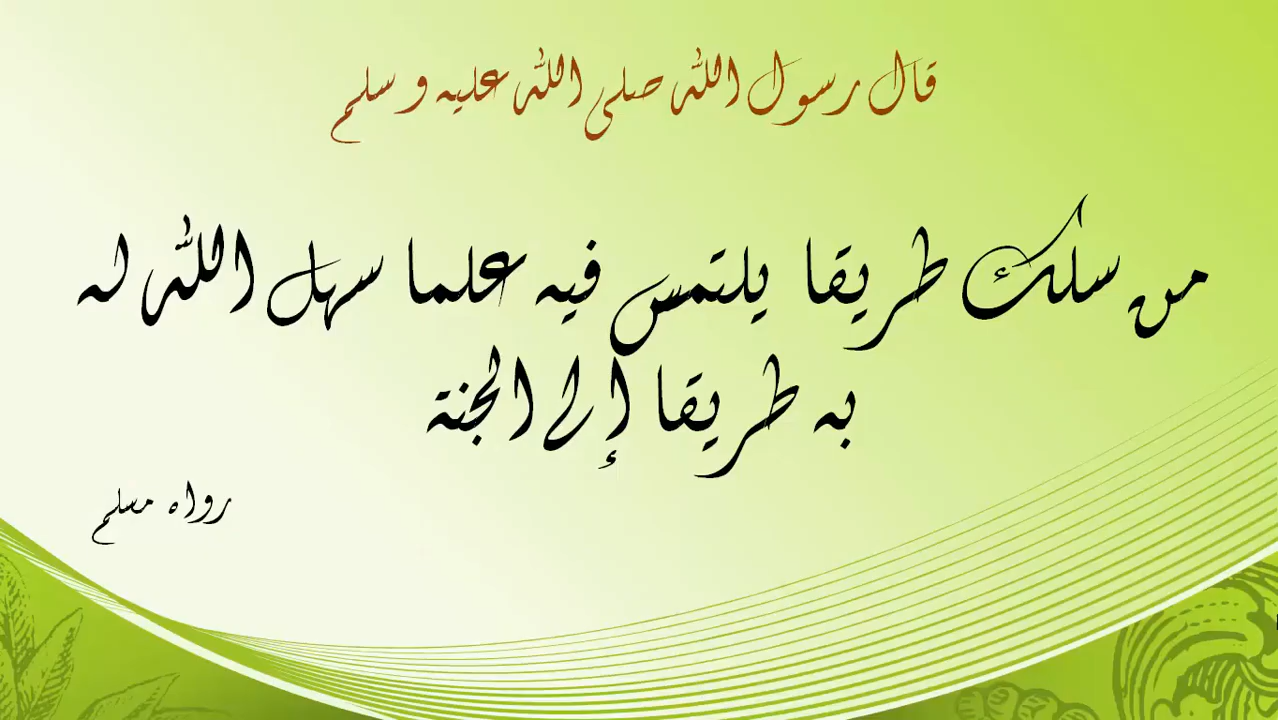 قال رسول الله صلى الله عليه و سلم
من سلك طريقا يلتمس فيه علما سهل الله له
به طريقا إلى الجنة
رواه مسلم